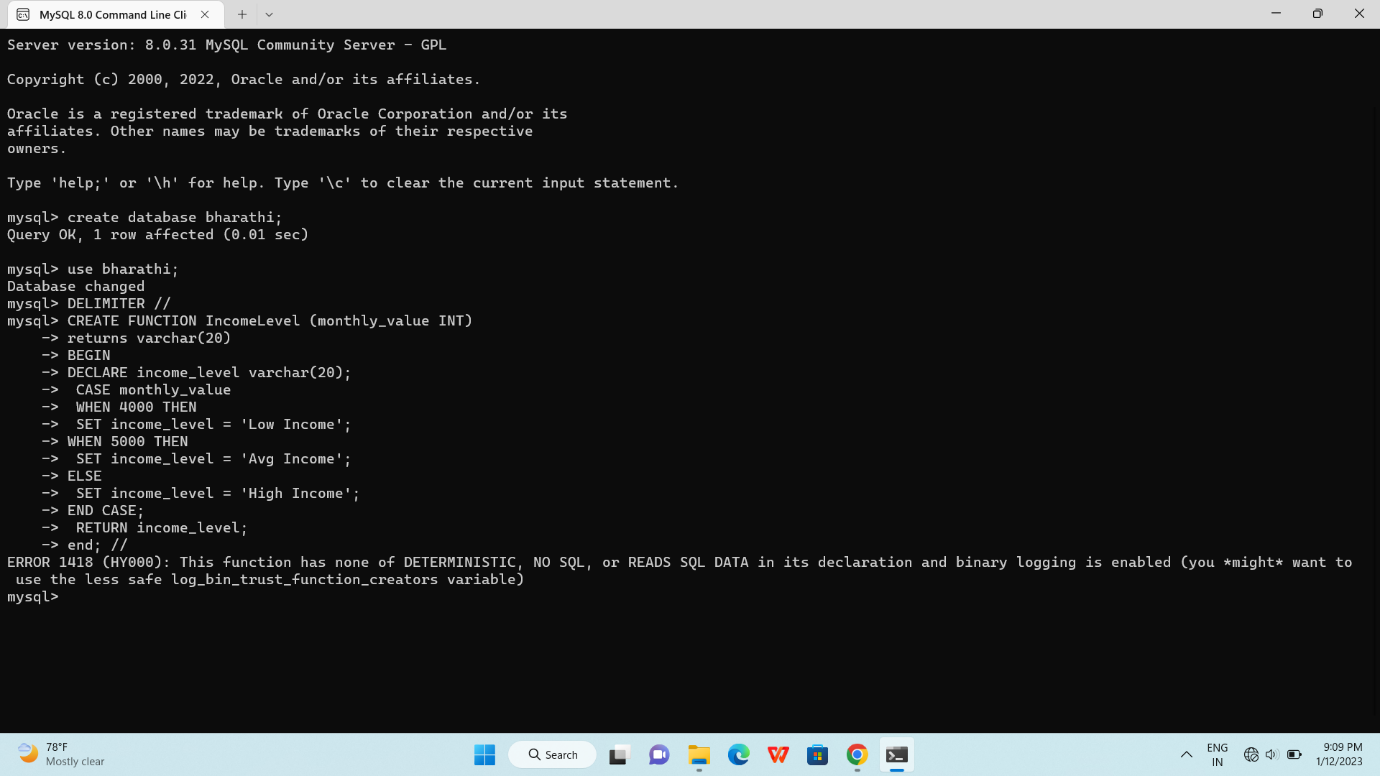 MySQL 8.0 Command Line Cli
Server version: 8.0.31 MySQL Community Server - GPL
Copyright (c) 2000, 2022, Oracle and/or its affiliates.
Oracle is a registered trademark of Oracle Corporation and/or its
affiliates. Other names may be trademarks of their respective
owners.
Type 'help;' or '\h' for help. Type '\c' to clear the current input statement.
mysql> create database bharathi;
Query OK, 1 row affected (0.01 sec)
mysql> use bharathi;
Database changed
mysql> DELIMITER //
mysql> CREATE FUNCTION IncomeLevel (monthly_value INT)
    -> returns varchar(20)
    -> BEGIN
    -> DECLARE income_level varchar(20);
    ->  CASE monthly_value
    ->  WHEN 4000 THEN
    ->  SET income_level = 'Low Income';
    -> WHEN 5000 THEN
    ->  SET income_level = 'Avg Income';
    -> ELSE
    ->  SET income_level = 'High Income';
    -> END CASE;
    ->  RETURN income_level;
    -> end; //
ERROR 1418 (HY000): This function has none of DETERMINISTIC, NO SQL, or READS SQL DATA in its declaration and binary logging is enabled (you *might* want to
 use the less safe log_bin_trust_function_creators variable)
mysql>
78°F
Mostly clear
Search
ENG
IN
9:09 PM
1/12/2023